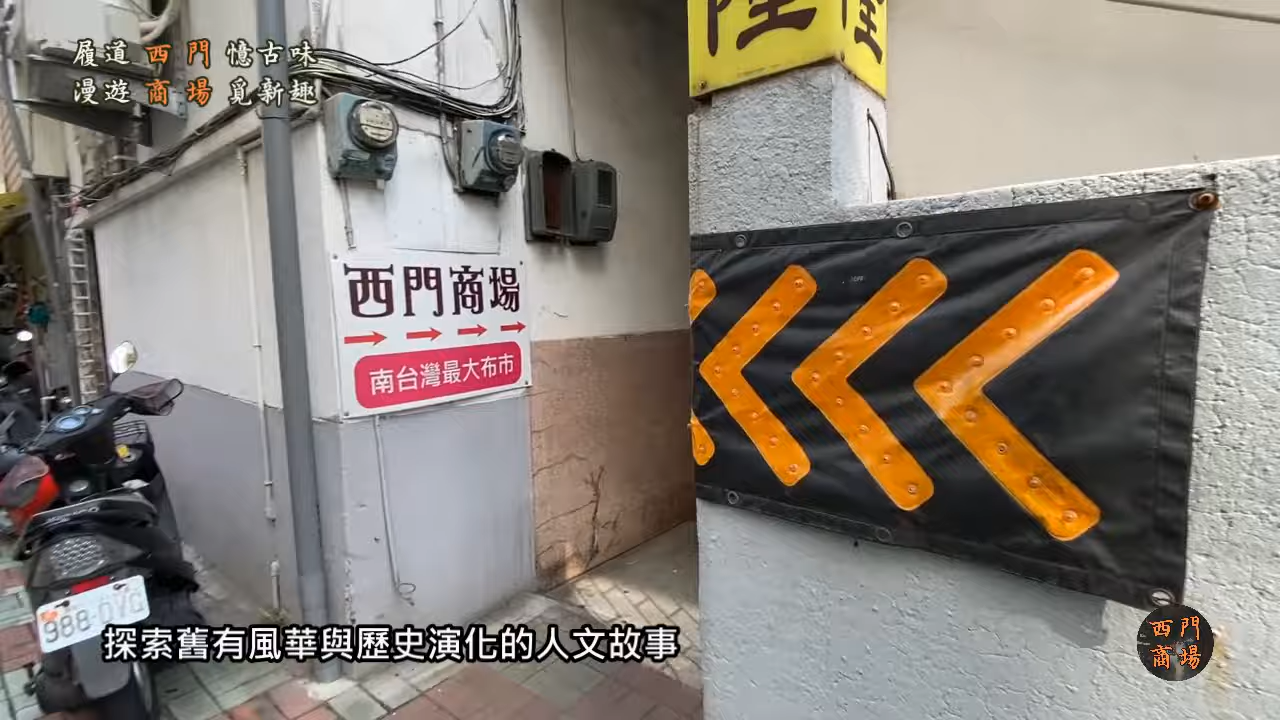 履道西門憶古味
漫遊商場覓新趣
西門商場
南台灣最大布市
探索舊有風華與歷史演化的人文故事
西門
商場